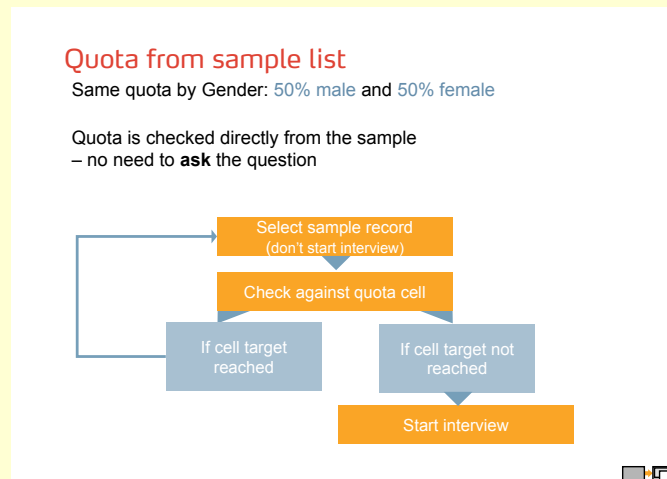 Quota from sample list
Same quota by Gender: 50% male and 50% female
Quota is checked directly from the sample
– no need to ask the question
Select sample record
(don't start interview)
Check against quota cell
If cell target
reached
If cell target not
reached
Start interview